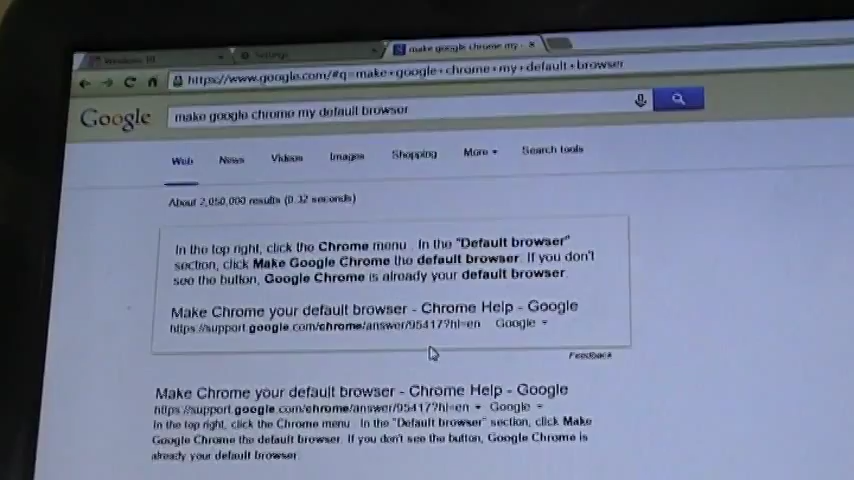 Windows 10
Settings
make google chrome my
https://www.google.com/#q=make+google+chrome+my+default+browser
Google
make google chrome my default browser
Web News Videos Images Shopping More Search tools
About 2,050,000 results (0.32 seconds)
In the top right, click the Chrome menu . In the "Default browser"
section, click Make Google Chrome the default browser. If you don't
see the button, Google Chrome is already your default browser.
Make Chrome your default browser - Chrome Help - Google
https://support.google.com/chrome/answer/95417?hl=en Google
Feedback
Make Chrome your default browser - Chrome Help - Google
https://support.google.com/chrome/answer/95417?hl=en Google
In the top right, click the Chrome menu . In the "Default browser" section, click Make
Google Chrome the default browser. If you don't see the button, Google Chrome is
already your default browser.